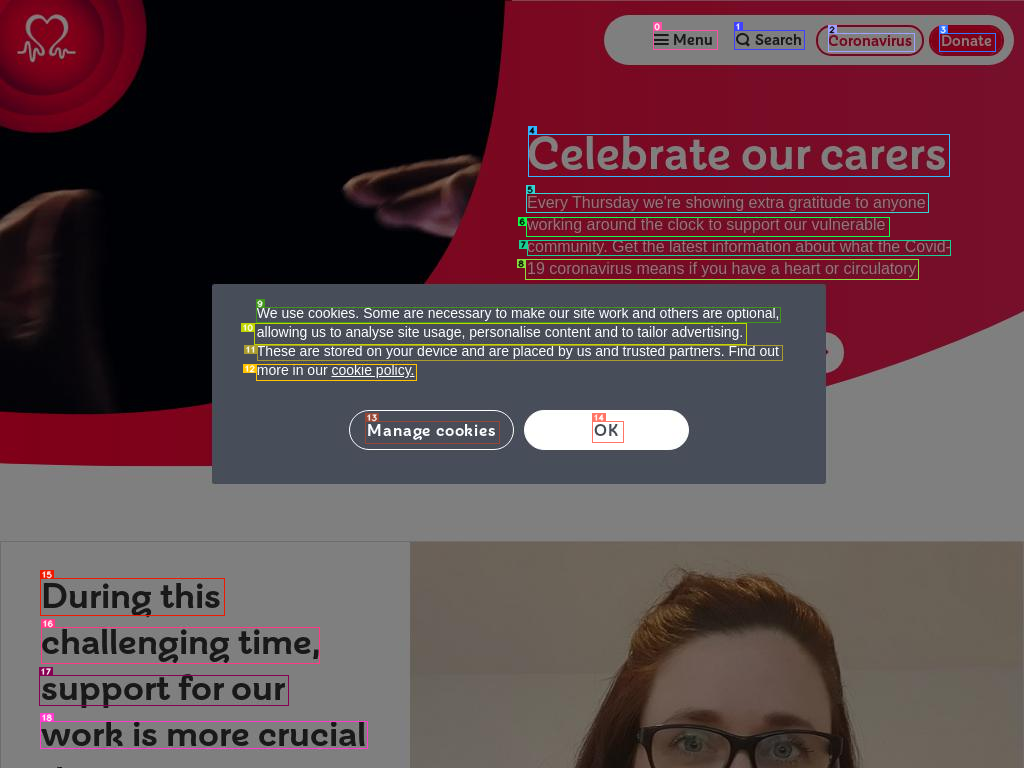 Menu
Search
Coronavirus
Donate
Celebrate our carers
Every Thursday we're showing extra gratitude to anyone
working around the clock to support our vulnerable
community. Get the latest information about what the Covid-
19 coronavirus means if you have a heart or circulatory
We use cookies. Some are necessary to make our site work and others are optional,
allowing us to analyse site usage, personalise content and to tailor advertising.
These are stored on your device and are placed by us and trusted partners. Find out
more in our cookie policy.
Manage cookies
OK
During this
challenging time,
support for our
work is more crucial